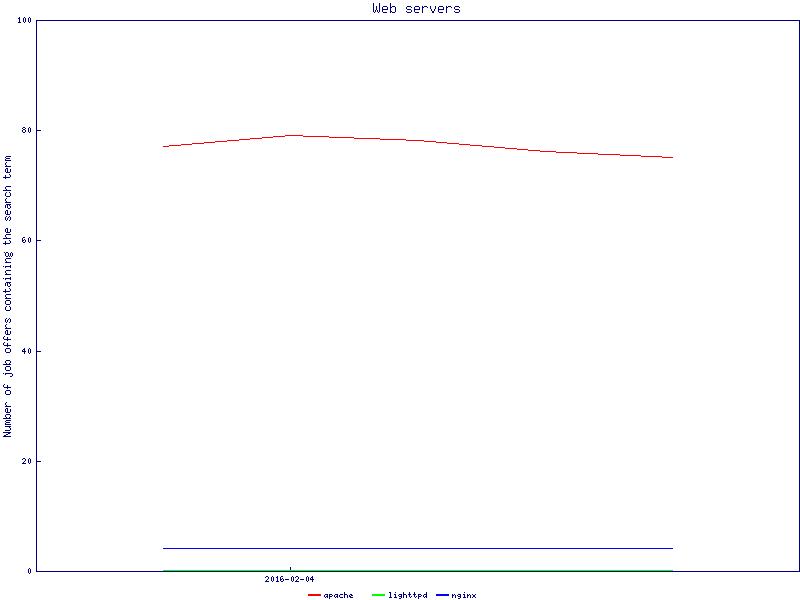 Web servers
100
80
60
40
20
0
Number of job offers containing the search term
2016-02-04
apache lighttpd nginx